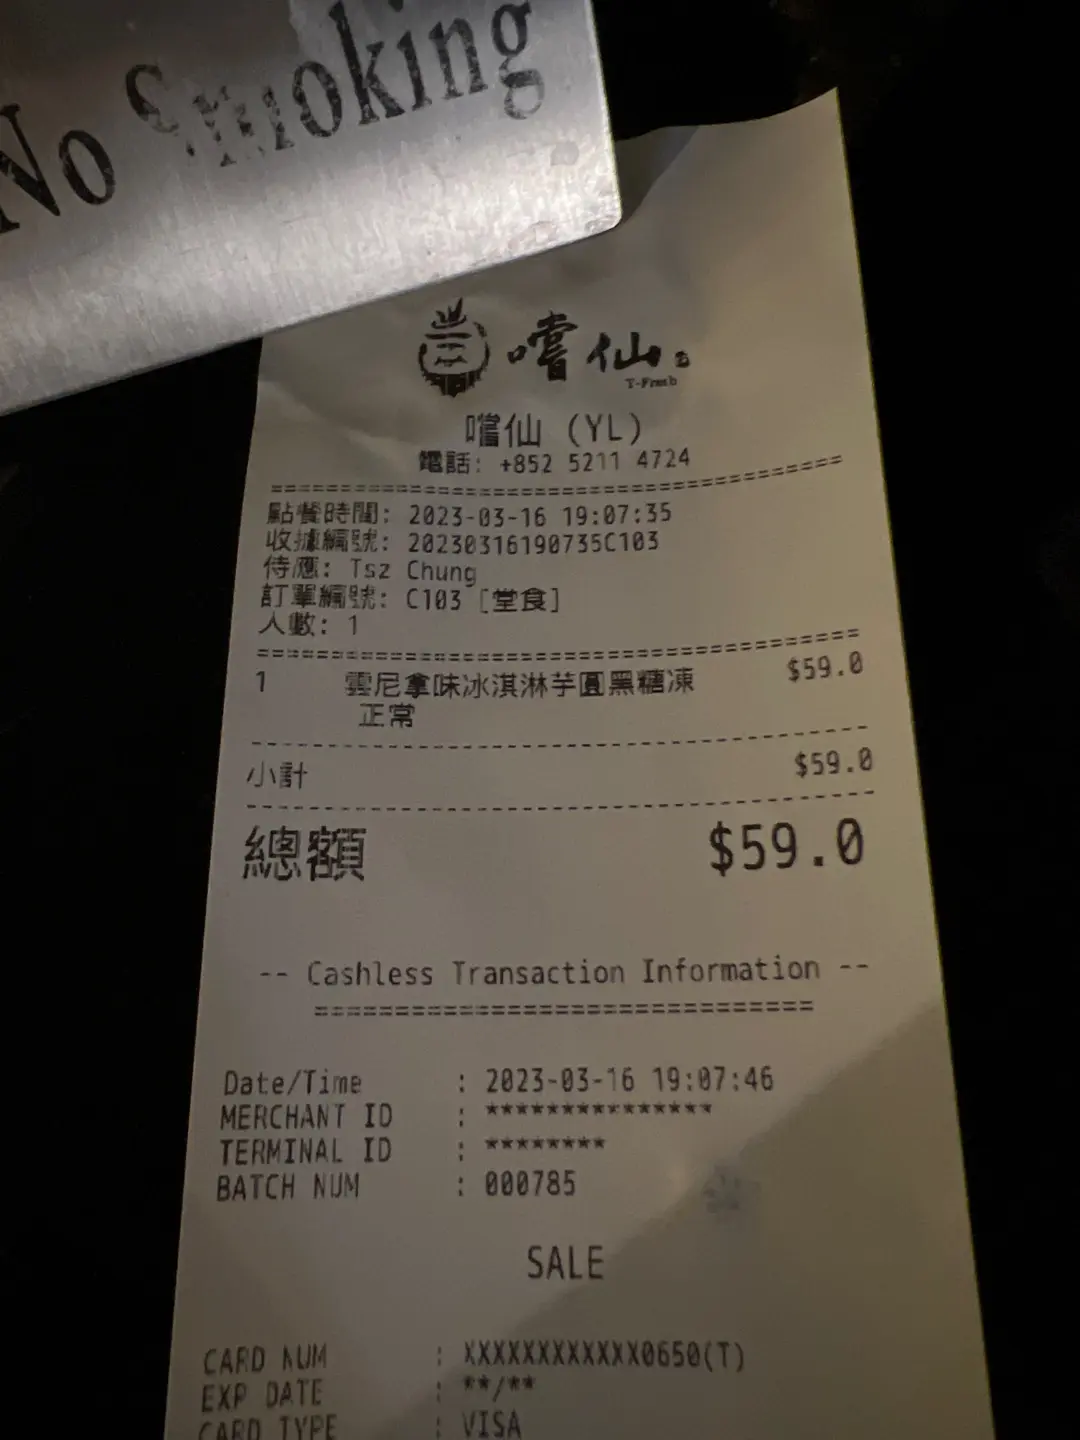 No Smoking
嚐仙
T-Fresh
嚐仙 (YL)
電話: +852 5211 4724
==========================================
點餐時間: 2023-03-16 19:07:35
收據編號: 20230316190735C103
侍應: Tsz Chung
訂單編號: C103 [堂食]
人數: 1
==========================================
1 雲尼拿味冰淇淋芋圓黑糖凍 $59.0
正常
------------------------------------------
小計 $59.0
------------------------------------------
總額 $59.0
-- Cashless Transaction Information --
================================
Date/Time : 2023-03-16 19:07:46
MERCHANT ID : ***************
TERMINAL ID : ********
BATCH NUM : 000785
SALE
CARD NUM : XXXXXXXXXXXX0650(T)
EXP DATE : **/**
CARD TYPE : VISA